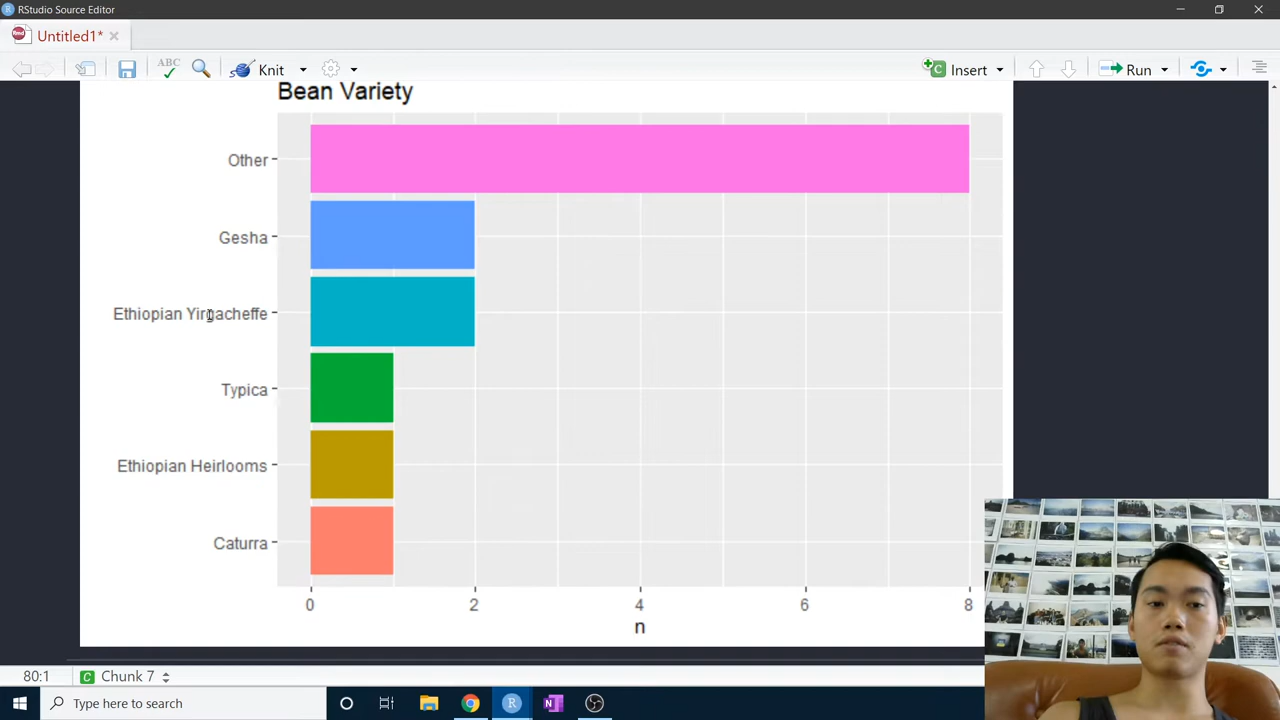 RStudio Source Editor
Untitled1*
ABC
Knit
Insert
Run
Bean Variety
Other
Gesha
Ethiopian Yirgacheffe
Typica
Ethiopian Heirlooms
Caturra
0 2 4 6 8
n
80:1
C Chunk 7
Type here to search